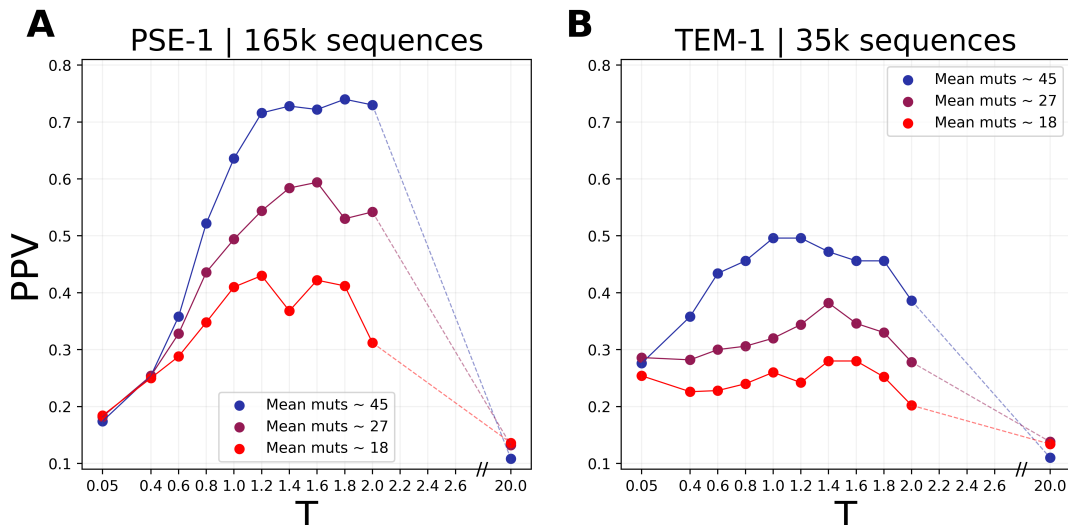 A
PSE-1 | 165k sequences
PPV
0.8
0.7
0.6
0.5
0.4
0.3
0.2
0.1
Mean muts ~ 45
Mean muts ~ 27
Mean muts ~ 18
0.05 0.4 0.6 0.8 1.0 1.2 1.4 1.6 1.8 2.0 2.2 2.4 2.6 // 20.0
T
B
TEM-1 | 35k sequences
0.8
0.7
0.6
0.5
0.4
0.3
0.2
0.1
Mean muts ~ 45
Mean muts ~ 27
Mean muts ~ 18
0.05 0.4 0.6 0.8 1.0 1.2 1.4 1.6 1.8 2.0 2.2 2.4 2.6 // 20.0
T